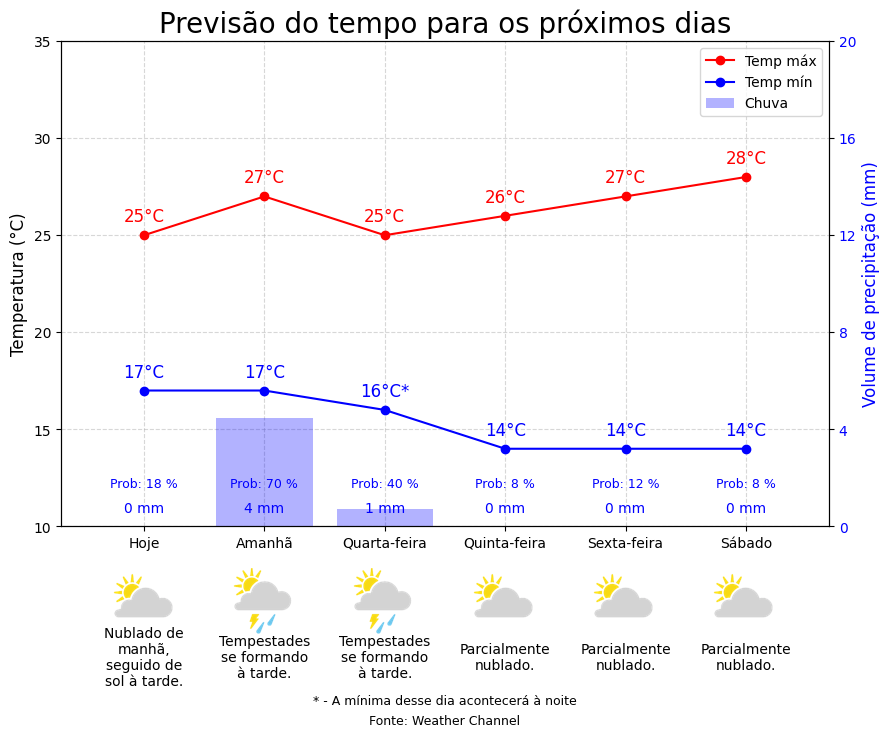 Previsão do tempo para os próximos dias
Temp máx
Temp mín
Chuva
Temperatura (°C)
Volume de precipitação (mm)
35
30
25
20
15
10
20
16
12
8
4
0
25°C
27°C
25°C
26°C
27°C
28°C
17°C
17°C
16°C*
14°C
14°C
14°C
Prob: 18 %
Prob: 70 %
Prob: 40 %
Prob: 8 %
Prob: 12 %
Prob: 8 %
0 mm
4 mm
1 mm
0 mm
0 mm
0 mm
Hoje
Amanhã
Quarta-feira
Quinta-feira
Sexta-feira
Sábado
Nublado de
manhã,
seguido de
sol à tarde.
Tempestades
se formando
à tarde.
Tempestades
se formando
à tarde.
Parcialmente
nublado.
Parcialmente
nublado.
Parcialmente
nublado.
* - A mínima desse dia acontecerá à noite
Fonte: Weather Channel